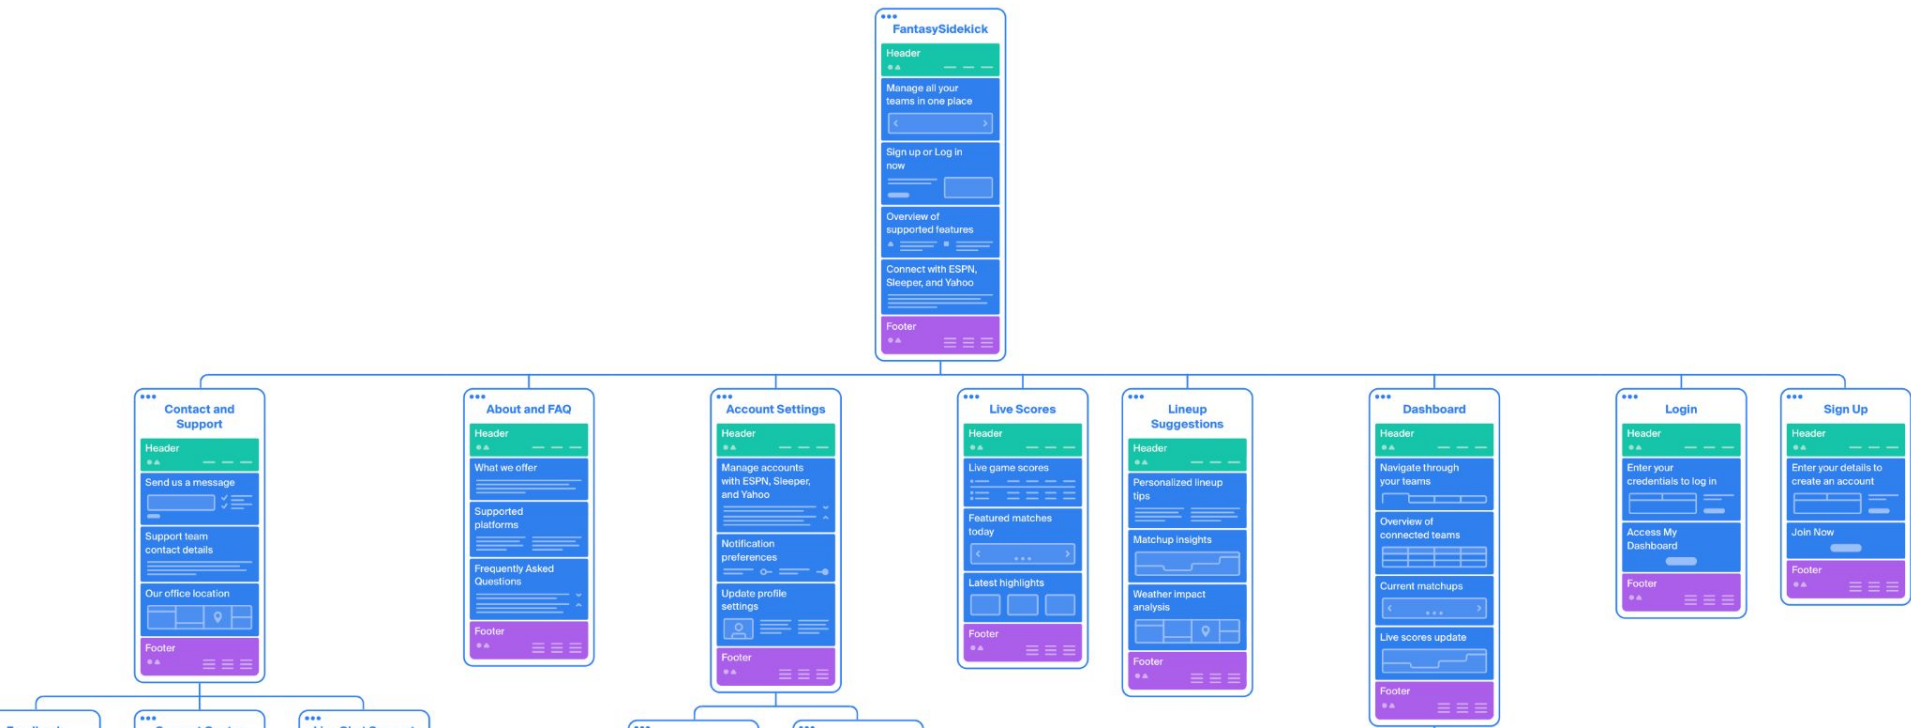 FantasySidekick
Header
Manage all your
teams in one place
Sign up or Log in
now
Overview of
supported features
Connect with ESPN,
Sleeper, and Yahoo
Footer
Contact and
Support
Header
Send us a message
Support team
contact details
Our office location
Footer
About and FAQ
Header
What we offer
Supported
platforms
Frequently Asked
Questions
Footer
Account Settings
Header
Manage accounts
with ESPN, Sleeper,
and Yahoo
Notification
preferences
Update profile
settings
Footer
Live Scores
Header
Live game scores
Featured matches
today
Latest highlights
Footer
Lineup
Suggestions
Header
Personalized lineup
tips
Matchup insights
Weather impact
analysis
Footer
Dashboard
Header
Navigate through
your teams
Overview of
connected teams
Current matchups
Live scores update
Footer
Login
Header
Enter your
credentials to log in
Access My
Dashboard
Footer
Sign Up
Header
Enter your details to
create an account
Join Now
Footer